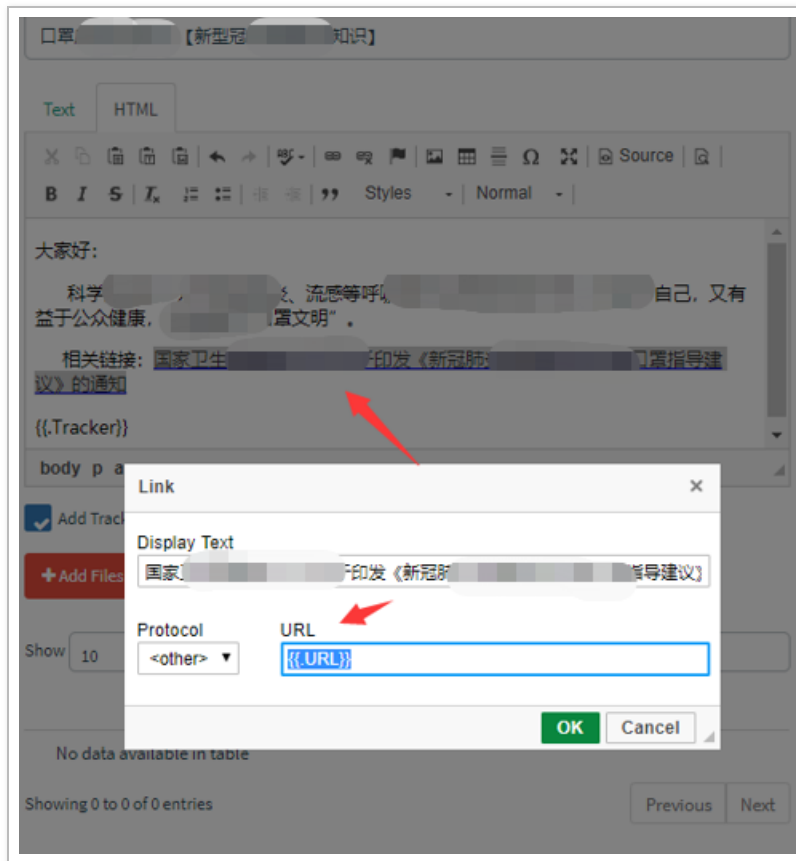 口罩 【新型冠 知识】
Text HTML
Source
B I S Tx Styles Normal
大家好：
科学 、流感等呼 自己，又有
益于公众健康， 罩文明”。
相关链接：国家卫生 印发《新冠肺 口罩指导建
议》的通知
{{.Tracker}}
body p a
Link ×
Add Track
Display Text
国家 印发《新冠肺 指导建议》
+ Add Files
Protocol URL
<other> {{.URL}}
Show 10
OK Cancel
No data available in table
Showing 0 to 0 of 0 entries Previous Next